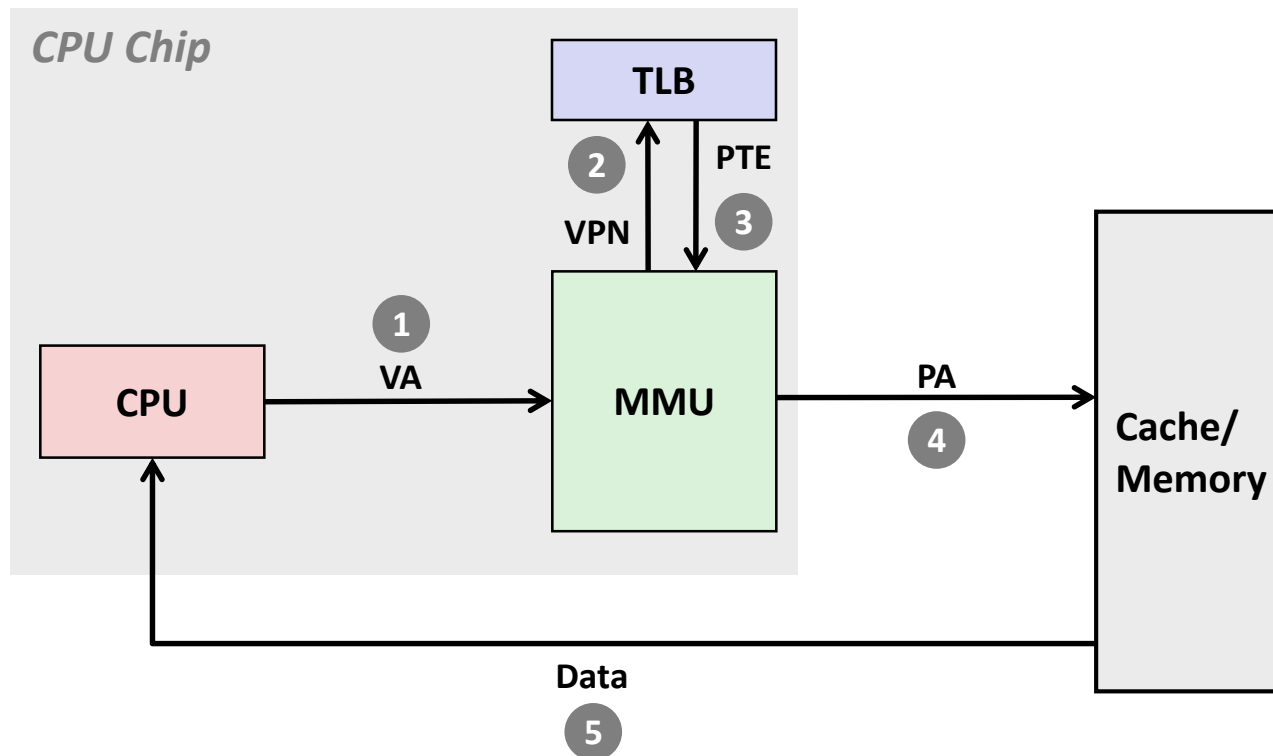 CPU Chip
TLB
2
PTE
VPN
3
1
VA
CPU
MMU
PA
4
Cache/
Memory
Data
5